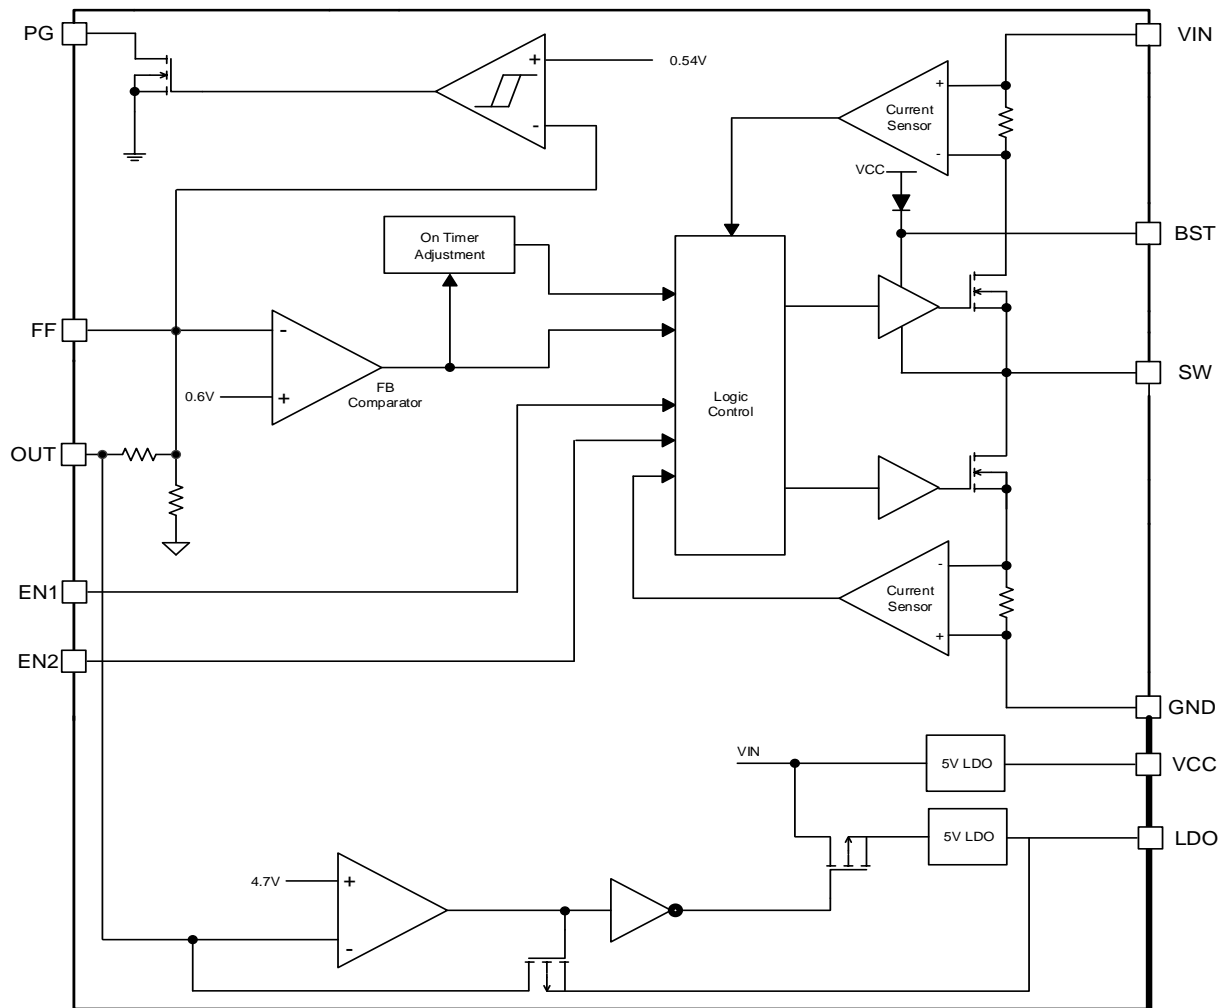 PG
VIN
+
0.54V
-
+
Current
Sensor
-
VCC
BST
On Timer
Adjustment
FF
-
SW
FB
Comparator
0.6V
+
Logic
Control
OUT
EN1
-
Current
Sensor
+
EN2
GND
VIN
5V LDO
VCC
5V LDO
LDO
4.7V
+
-